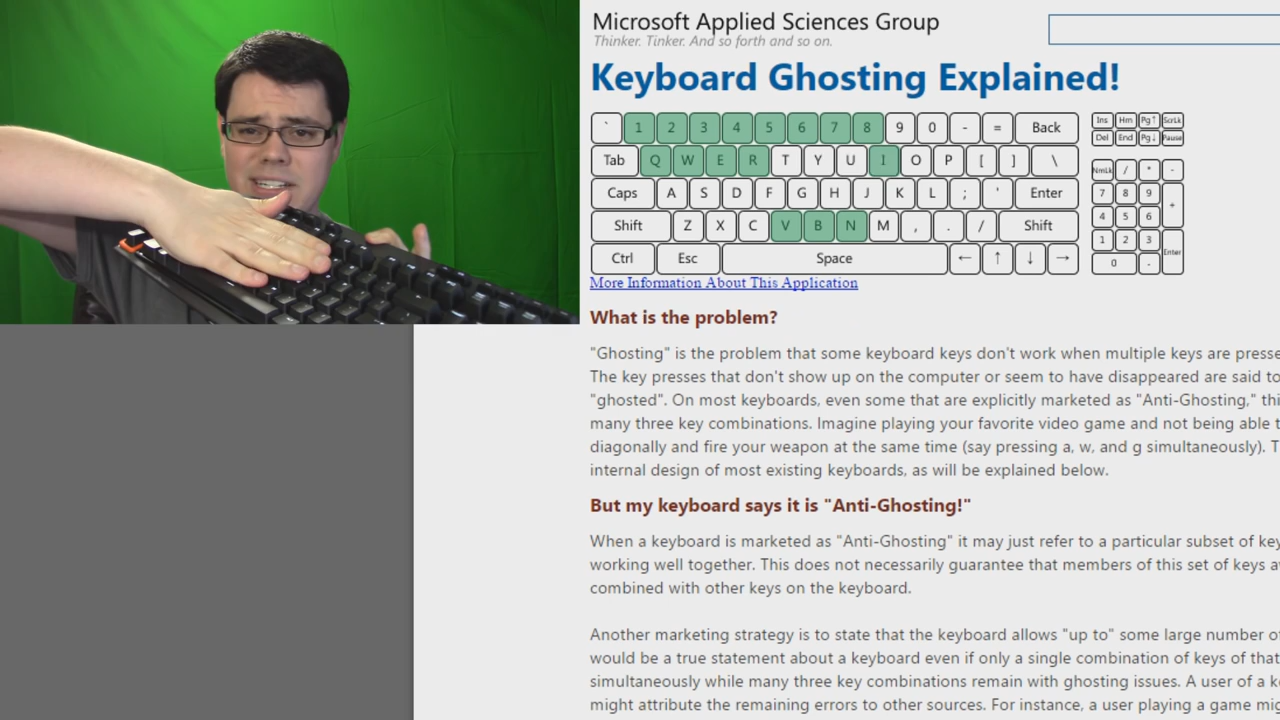 Microsoft Applied Sciences Group
Thinker. Tinker. And so forth and so on.
Keyboard Ghosting Explained!
` 1 2 3 4 5 6 7 8 9 0 - = Back
Tab Q W E R T Y U I O P [ ] \
Caps A S D F G H J K L ; ' Enter
Shift Z X C V B N M , . / Shift
Ctrl Esc Space ← ↑ ↓ →
Ins Hm Pg↑ ScrLk
Del End Pg↓ Pause
NmLk / * -
7 8 9 +
4 5 6
1 2 3 Enter
0 .
More Information About This Application
What is the problem?
"Ghosting" is the problem that some keyboard keys don't work when multiple keys are presse
The key presses that don't show up on the computer or seem to have disappeared are said to
"ghosted". On most keyboards, even some that are explicitly marketed as "Anti-Ghosting," thi
many three key combinations. Imagine playing your favorite video game and not being able t
diagonally and fire your weapon at the same time (say pressing a, w, and g simultaneously). T
internal design of most existing keyboards, as will be explained below.
But my keyboard says it is "Anti-Ghosting!"
When a keyboard is marketed as "Anti-Ghosting" it may just refer to a particular subset of key
working well together. This does not necessarily guarantee that members of this set of keys a
combined with other keys on the keyboard.
Another marketing strategy is to state that the keyboard allows "up to" some large number o
would be a true statement about a keyboard even if only a single combination of keys of that
simultaneously while many three key combinations remain with ghosting issues. A user of a k
might attribute the remaining errors to other sources. For instance, a user playing a game mig